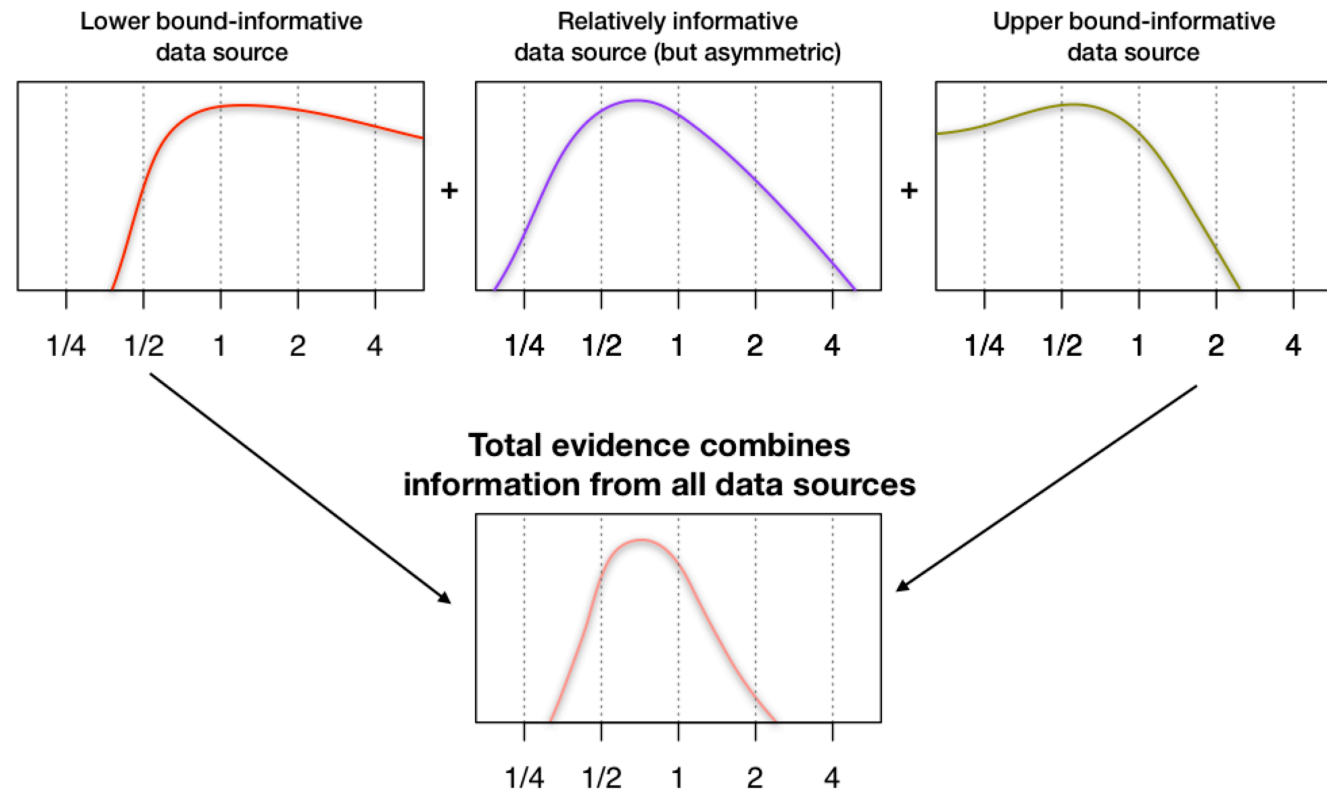 Lower bound-informative
data source
Relatively informative
data source (but asymmetric)
Upper bound-informative
data source
+
+
1/4 1/2 1 2 4
1/4 1/2 1 2 4
1/4 1/2 1 2 4
Total evidence combines
information from all data sources
1/4 1/2 1 2 4